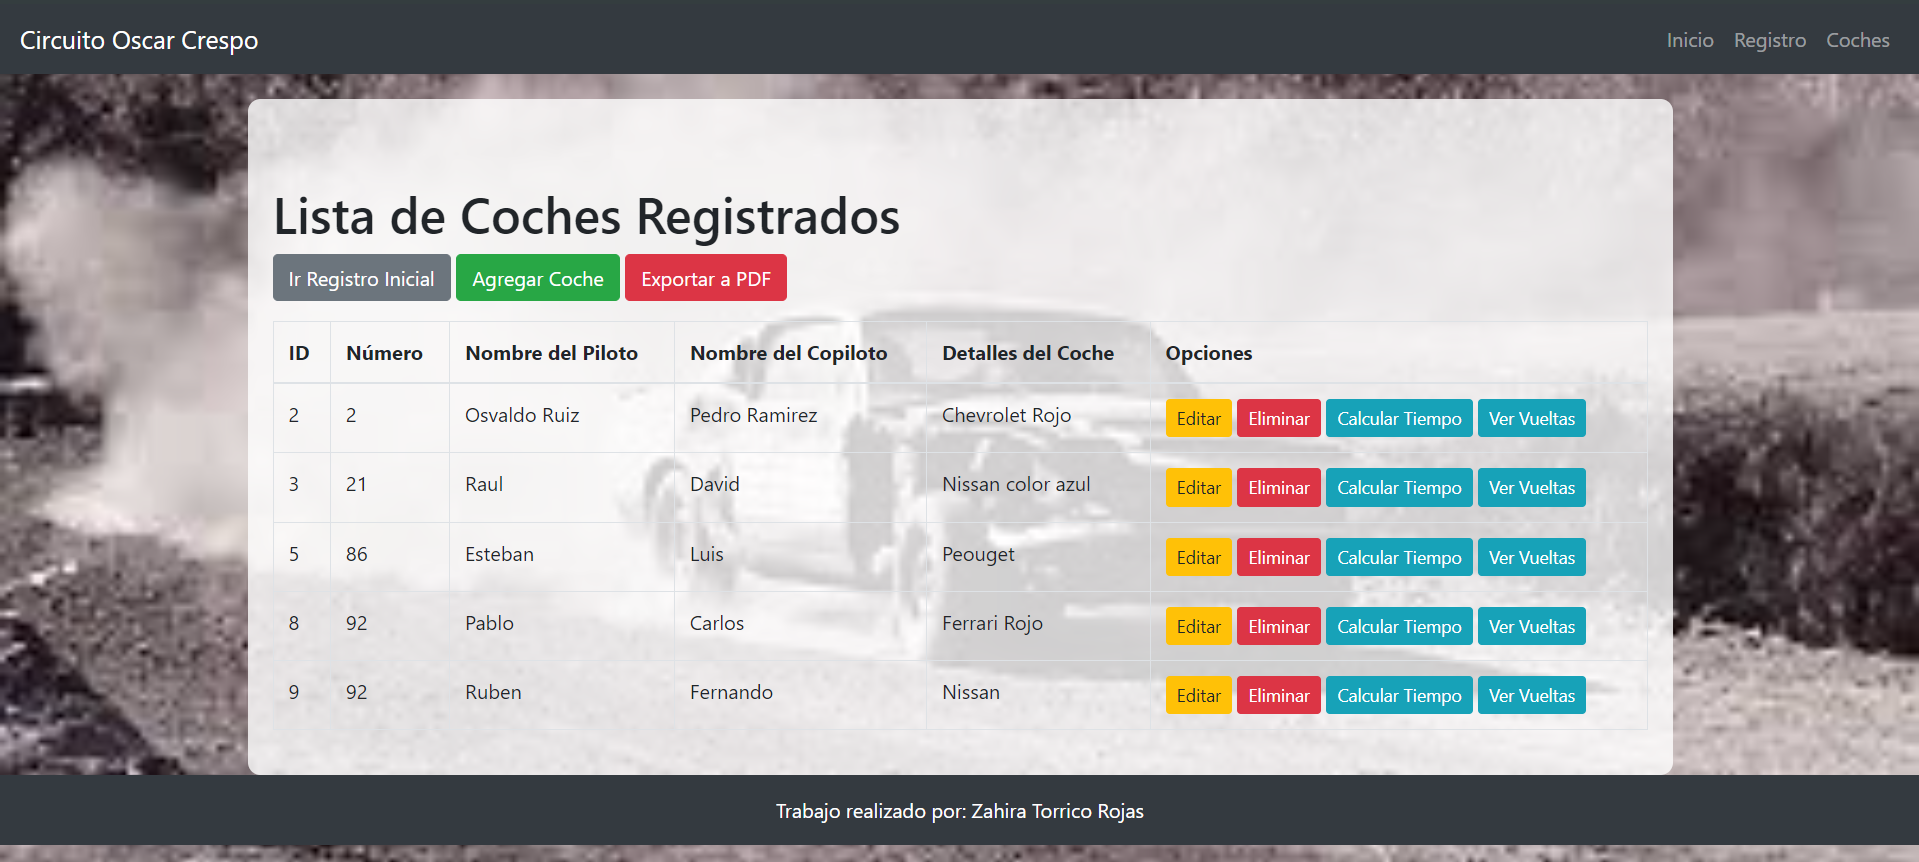 Circuito Oscar Crespo Inicio Registro Coches
Lista de Coches Registrados
Ir Registro Inicial Agregar Coche Exportar a PDF
ID Número Nombre del Piloto Nombre del Copiloto Detalles del Coche Opciones
2 2 Osvaldo Ruiz Pedro Ramirez Chevrolet Rojo Editar Eliminar Calcular Tiempo Ver Vueltas
3 21 Raul David Nissan color azul Editar Eliminar Calcular Tiempo Ver Vueltas
5 86 Esteban Luis Peouget Editar Eliminar Calcular Tiempo Ver Vueltas
8 92 Pablo Carlos Ferrari Rojo Editar Eliminar Calcular Tiempo Ver Vueltas
9 92 Ruben Fernando Nissan Editar Eliminar Calcular Tiempo Ver Vueltas
Trabajo realizado por: Zahira Torrico Rojas